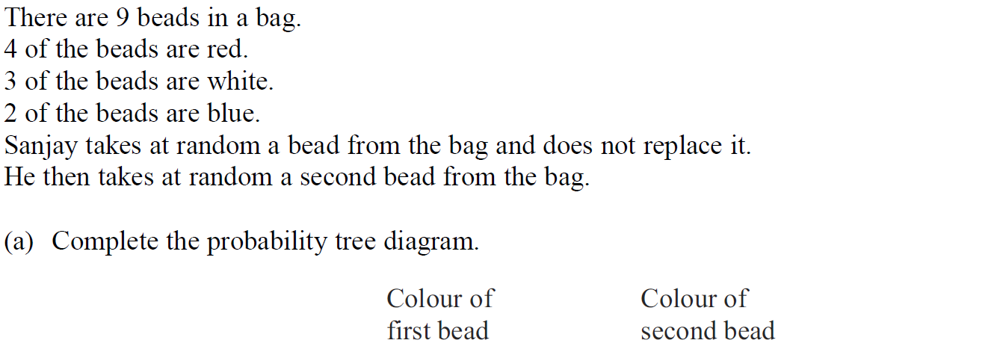 There are 9 beads in a bag.
4 of the beads are red.
3 of the beads are white.
2 of the beads are blue.
Sanjay takes at random a bead from the bag and does not replace it.
He then takes at random a second bead from the bag.
(a) Complete the probability tree diagram.
Colour of first bead
Colour of second bead